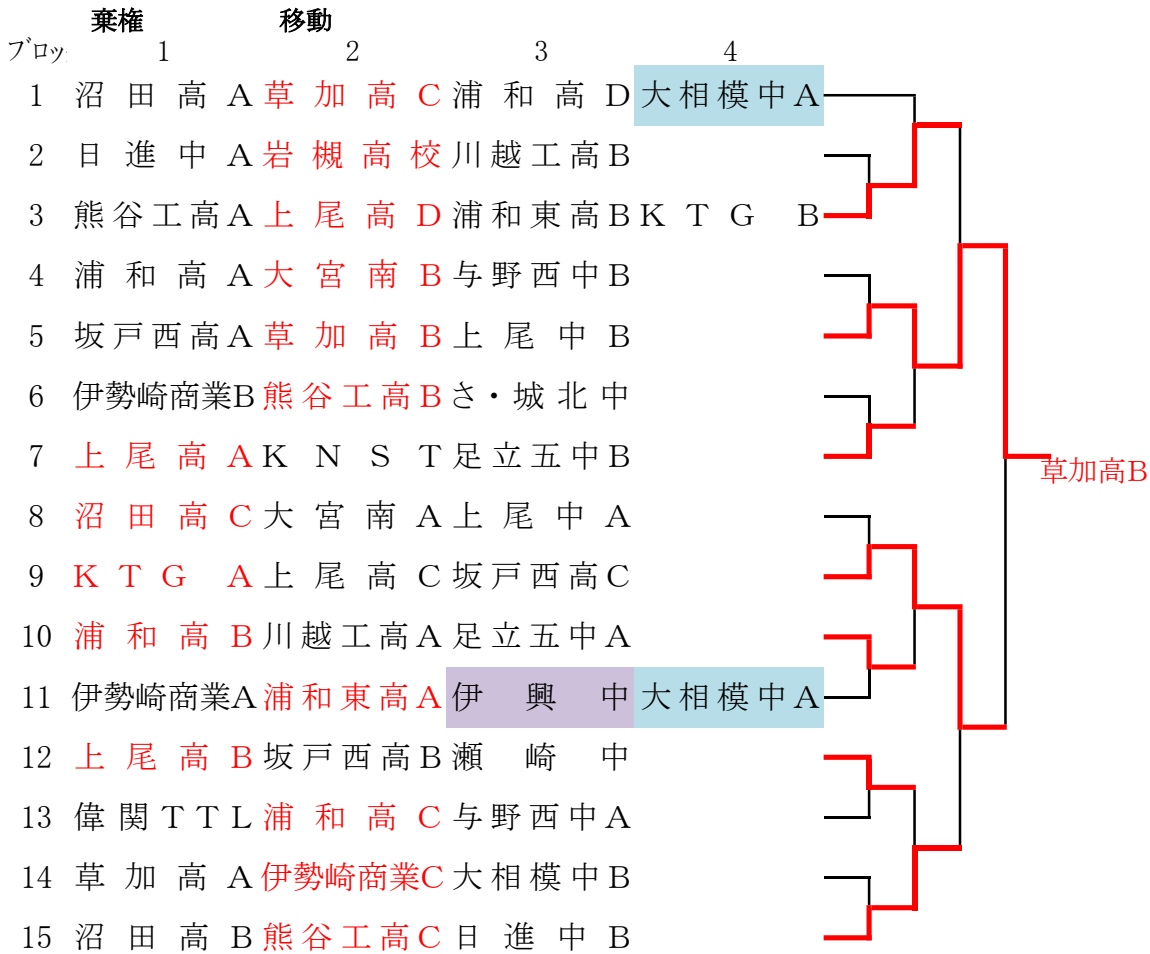 棄権 移動
ブロック 1 2 3 4
1 沼田高A 草加高C 浦和高D 大相模中A
2 日進中A 岩槻高校 川越工高B
3 熊谷工高A 上尾高D 浦和東高B KTG B
4 浦和高A 大宮南B 与野西中B
5 坂戸西高A 草加高B 上尾中B
6 伊勢崎商業B 熊谷工高B さ・城北中
7 上尾高A KNST 足立五中B
草加高B
8 沼田高C 大宮南A 上尾中A
9 KTG A 上尾高C 坂戸西高C
10 浦和高B 川越工高A 足立五中A
11 伊勢崎商業A 浦和東高A 伊興中 大相模中A
12 上尾高B 坂戸西高B 瀬崎中
13 偉関TTL 浦和高C 与野西中A
14 草加高A 伊勢崎商業C 大相模中B
15 沼田高B 熊谷工高C 日進中B